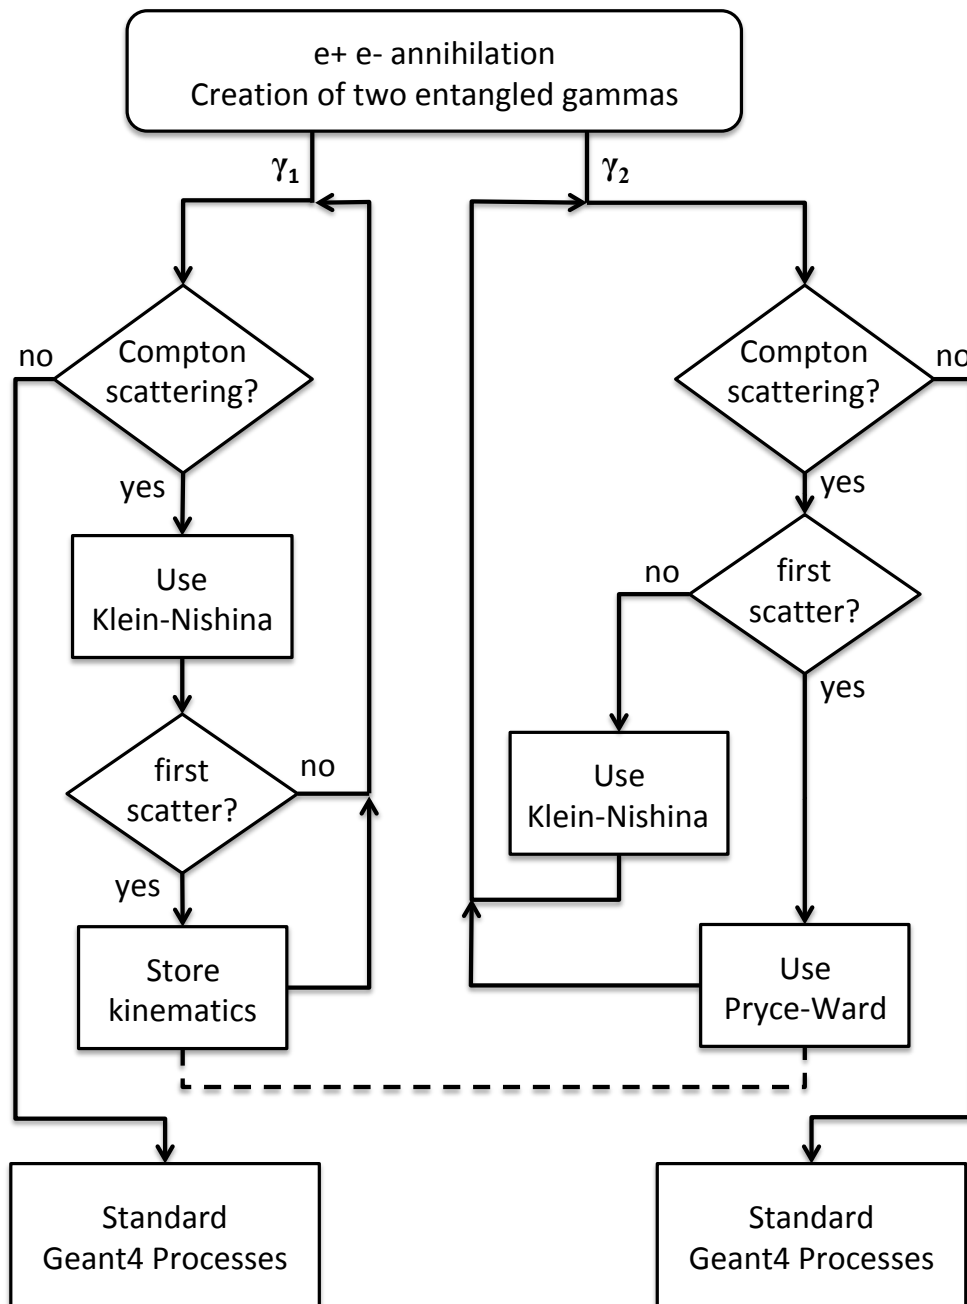 e+ e- annihilation
Creation of two entangled gammas
γ1
γ2
no
Compton
scattering?
yes
Use
Klein-Nishina
first
scatter?
no
yes
Store
kinematics
Standard
Geant4 Processes
Compton
scattering?
no
yes
first
scatter?
no
yes
Use
Klein-Nishina
Use
Pryce-Ward
Standard
Geant4 Processes